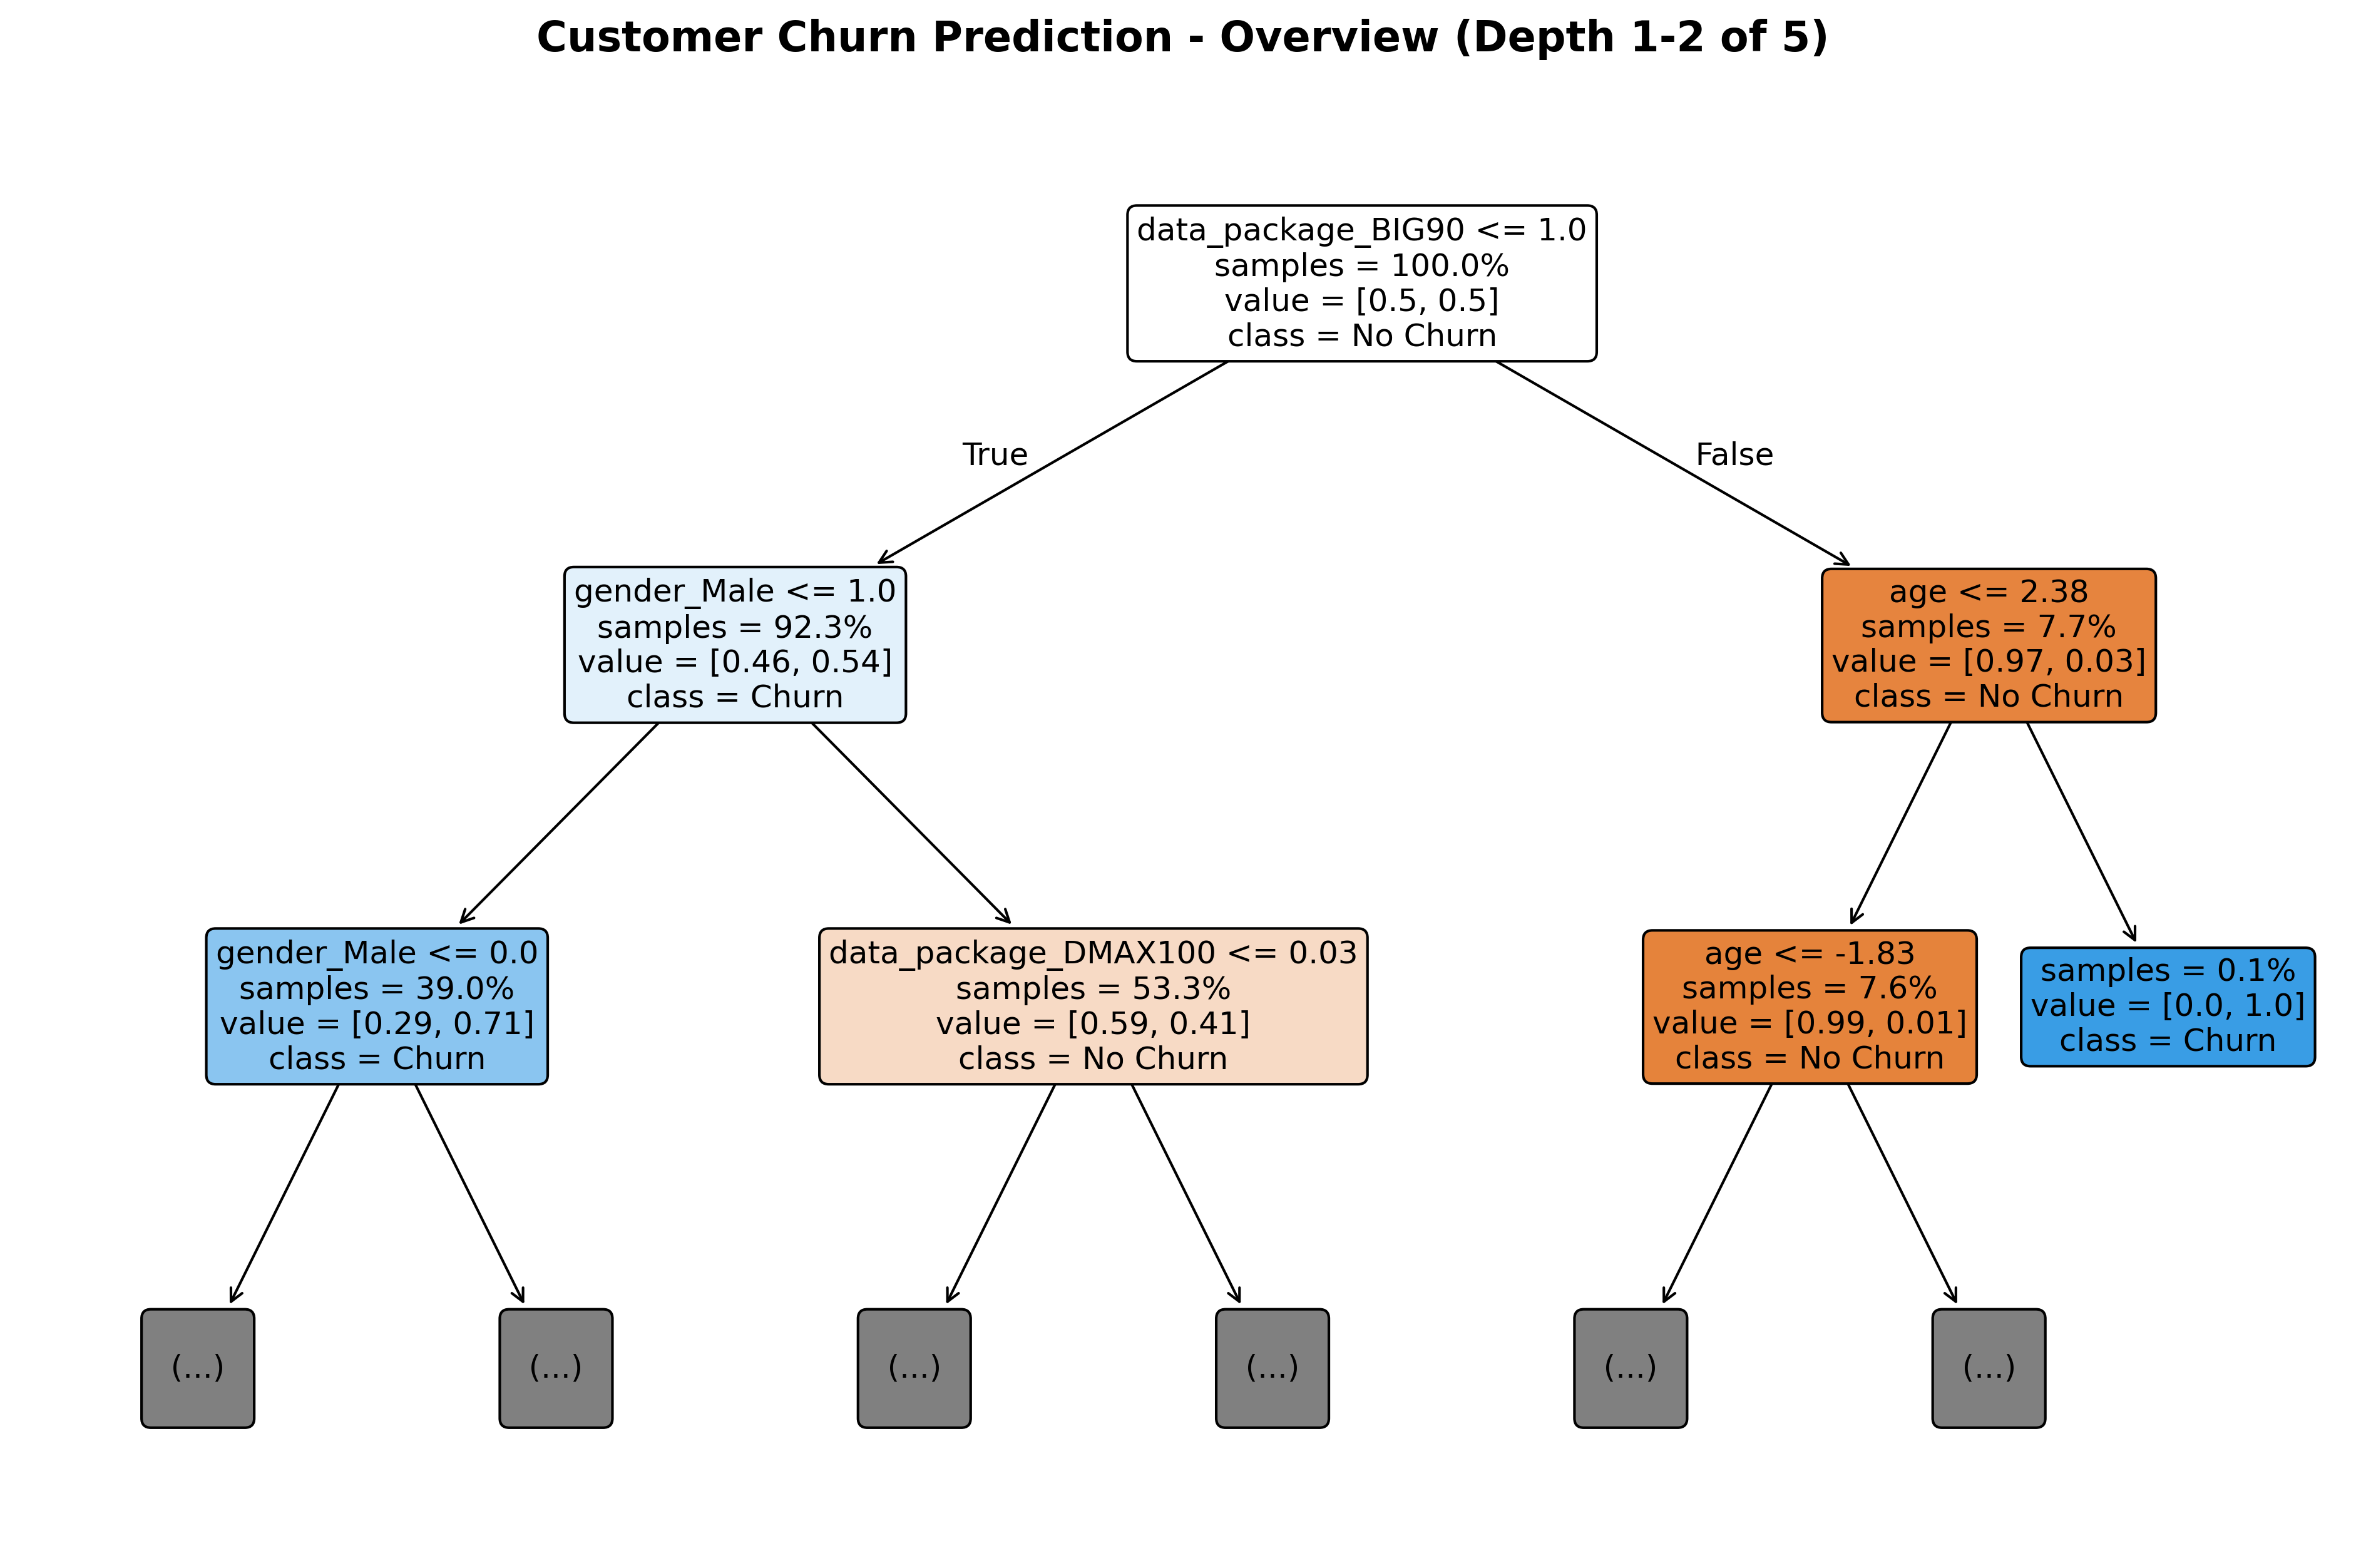 Customer Churn Prediction - Overview (Depth 1-2 of 5)
data_package_BIG90 <= 1.0
samples = 100.0%
value = [0.5, 0.5]
class = No Churn
True
False
gender_Male <= 1.0
samples = 92.3%
value = [0.46, 0.54]
class = Churn
age <= 2.38
samples = 7.7%
value = [0.97, 0.03]
class = No Churn
gender_Male <= 0.0
samples = 39.0%
value = [0.29, 0.71]
class = Churn
data_package_DMAX100 <= 0.03
samples = 53.3%
value = [0.59, 0.41]
class = No Churn
age <= -1.83
samples = 7.6%
value = [0.99, 0.01]
class = No Churn
samples = 0.1%
value = [0.0, 1.0]
class = Churn
(...)
(...)
(...)
(...)
(...)
(...)